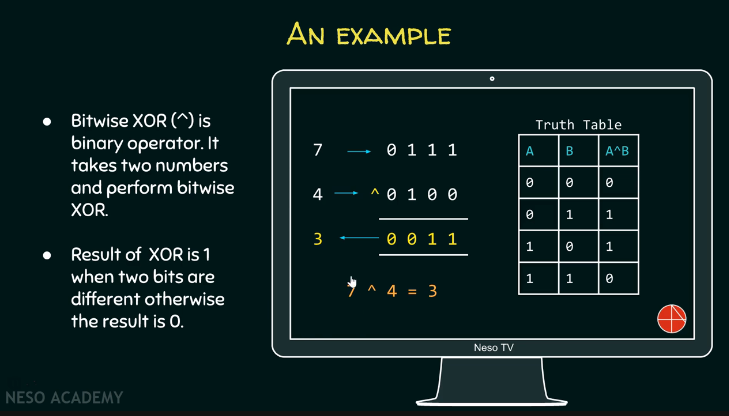 AN EXAMPLE
● Bitwise XOR (^) is
binary operator. It
takes two numbers
and perform bitwise
XOR.
● Result of XOR is 1
when two bits are
different otherwise
the result is 0.
7 → 0 1 1 1
4 → ^ 0 1 0 0
3 ← 0 0 1 1
7 ^ 4 = 3
Truth Table
A B A^B
0 0 0
0 1 1
1 0 1
1 1 0
Neso TV
NESO ACADEMY